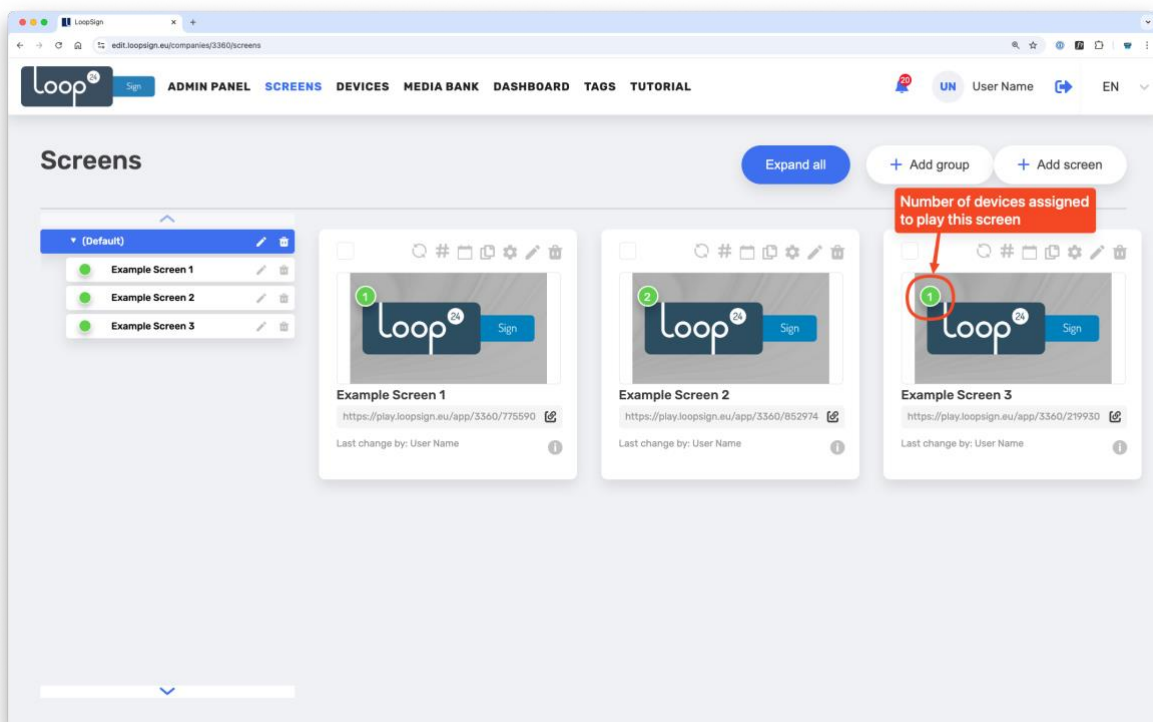 LoopSign
edit.loopsign.eu/companies/3360/screens
Loop 24 Sign
ADMIN PANEL SCREENS DEVICES MEDIA BANK DASHBOARD TAGS TUTORIAL
20
UN User Name
EN
Screens
Expand all
+ Add group
+ Add screen
Number of devices assigned
to play this screen
(Default)
Example Screen 1
Example Screen 2
Example Screen 3
1
Loop 24 Sign
Example Screen 1
https://play.loopsign.eu/app/3360/775590
Last change by: User Name
2
Loop 24 Sign
Example Screen 2
https://play.loopsign.eu/app/3360/852974
Last change by: User Name
1
Loop 24 Sign
Example Screen 3
https://play.loopsign.eu/app/3360/219930
Last change by: User Name